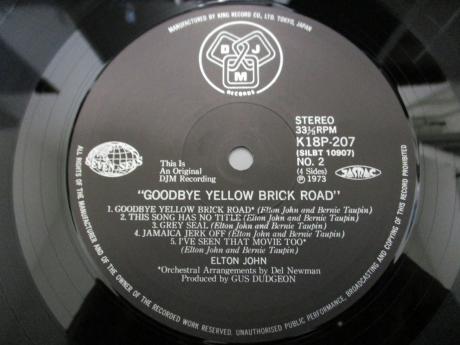 MANUFACTURED BY KING RECORD CO., LTD. TOKYO, JAPAN
D J M
RECORDS
STEREO
33⅓RPM
K18P-207
(SILBT 10907)
NO. 2
(4 Sides)
Ⓟ1973
SEVEN SEAS
This Is
An Original
DJM Recording
JASRAC
"GOODBYE YELLOW BRICK ROAD"
1. GOODBYE YELLOW BRICK ROAD* (Elton John and Bernie Taupin)
2. THIS SONG HAS NO TITLE (Elton John and Bernie Taupin)
3. GREY SEAL (Elton John and Bernie Taupin)
4. JAMAICA JERK OFF (Elton John and Bernie Taupin)
5. I'VE SEEN THAT MOVIE TOO*
(Elton John and Bernie Taupin)
ELTON JOHN
*Orchestral Arrangements by Del Newman
Produced by GUS DUDGEON
ALL RIGHTS OF THE MANUFACTURER AND OF THE OWNER OF THE RECORDED WORK RESERVED. UNAUTHORISED PUBLIC PERFORMANCE, BROADCASTING AND COPYING OF THIS RECORD PROHIBITED